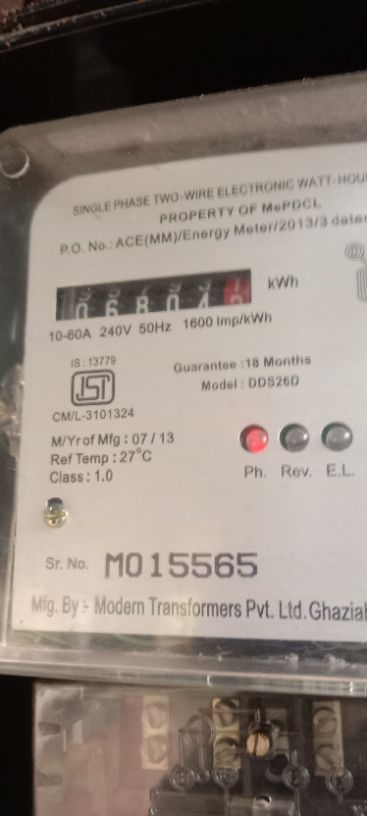 SINGLE PHASE TWO-WIRE ELECTRONIC WATT-HOU
PROPERTY OF MePDCL
P.O. No.: ACE(MM)/Energy Meter/2013/3 date
06804 kWh
10-60A 240V 50Hz 1600 Imp/kWh
IS : 13779
ISI
CM/L-3101324
Guarantee : 18 Months
Model : DDS26D
M/Yr of Mfg : 07 / 13
Ref Temp : 27°C
Class : 1.0
Ph. Rev. E.L.
Sr. No. M015565
Mfg. By :- Modern Transformers Pvt. Ltd. Ghazia